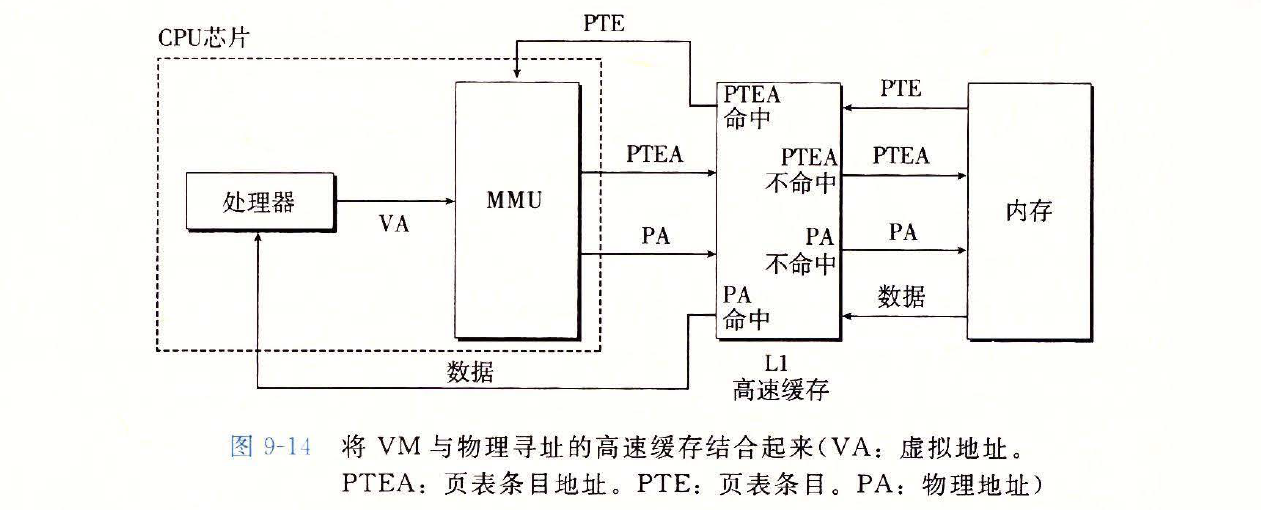 PTE
CPU芯片
PTEA
命中
PTE
PTEA
PTEA
不命中
PTEA
处理器
VA
MMU
内存
PA
PA
不命中
PA
PA
命中
数据
数据
L1
高速缓存
图 9-14 将 VM 与物理寻址的高速缓存结合起来(VA：虚拟地址。
PTEA：页表条目地址。PTE：页表条目。PA：物理地址)